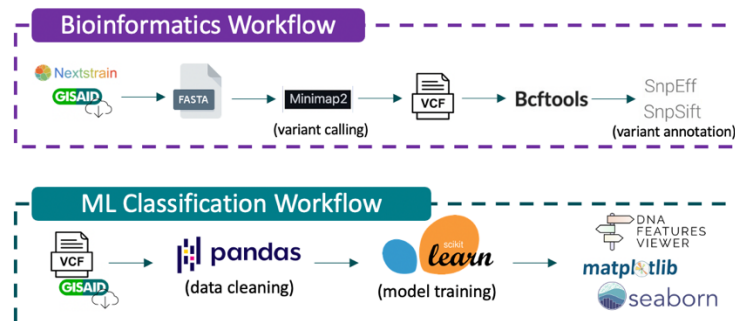 Bioinformatics Workflow
Nextstrain
GISAID
FASTA
Minimap2
(variant calling)
VCF
Bcftools
SnpEff
SnpSift
(variant annotation)
ML Classification Workflow
VCF
GISAID
pandas
(data cleaning)
scikit
learn
(model training)
DNA
FEATURES
VIEWER
matplotlib
seaborn